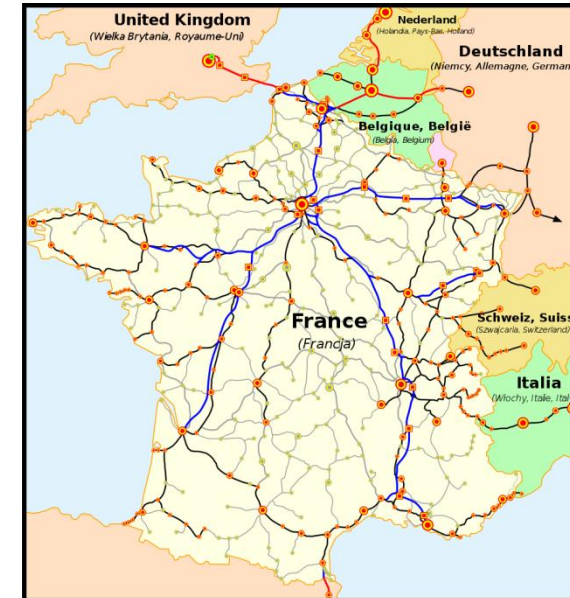 United Kingdom
(Wielka Brytania, Royaume-Uni)
Nederland
(Holandia, Pays-Bas, Holland)
Deutschland
(Niemcy, Allemagne, German
Belgique, België
(Belgia, Belgium)
France
(Francja)
Schweiz, Suiss
(Szwajcaria, Switzerland)
Italia
(Włochy, Italie, Ital